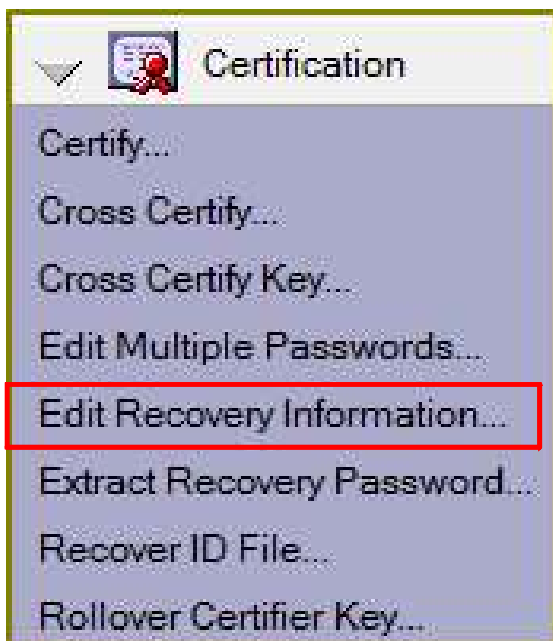 Certification
Certify...
Cross Certify...
Cross Certify Key...
Edit Multiple Passwords...
Edit Recovery Information...
Extract Recovery Password...
Recover ID File...
Rollover Certifier Key...